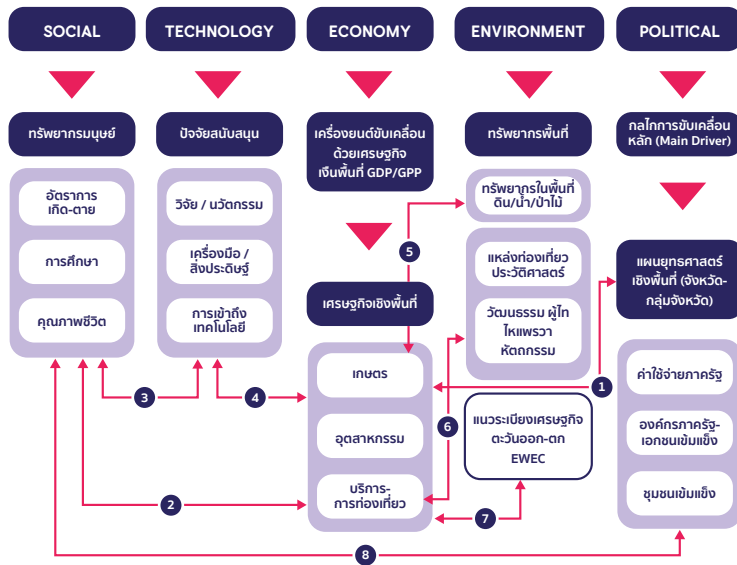 SOCIAL
TECHNOLOGY
ECONOMY
ENVIRONMENT
POLITICAL
ทรัพยากรมนุษย์
ปัจจัยสนับสนุน
เครื่องยนต์ขับเคลื่อน
ด้วยเศรษฐกิจ
เงินพื้นที่ GDP/GPP
ทรัพยากรพื้นที่
กลไกการขับเคลื่อน
หลัก (Main Driver)
อัตราการ
เกิด-ตาย
การศึกษา
คุณภาพชีวิต
วิจัย / นวัตกรรม
เครื่องมือ /
สิ่งประดิษฐ์
การเข้าถึง
เทคโนโลยี
5
เศรษฐกิจเชิงพื้นที่
เกษตร
อุตสาหกรรม
บริการ-
การท่องเที่ยว
ทรัพยากรในพื้นที่
ดิน/น้ำ/ป่าไม้
แหล่งท่องเที่ยว
ประวัติศาสตร์
วัฒนธรรม ผู้ไท
ไหแพรวา
หัตถกรรม
แนวระเบียงเศรษฐกิจ
ตะวันออก-ตก
EWEC
แผนยุทธศาสตร์
เชิงพื้นที่ (จังหวัด-
กลุ่มจังหวัด)
ค่าใช้จ่ายภาครัฐ
องค์กรภาครัฐ-
เอกชนเข้มแข็ง
ชุมชนเข้มแข็ง
1
3
4
6
2
7
8